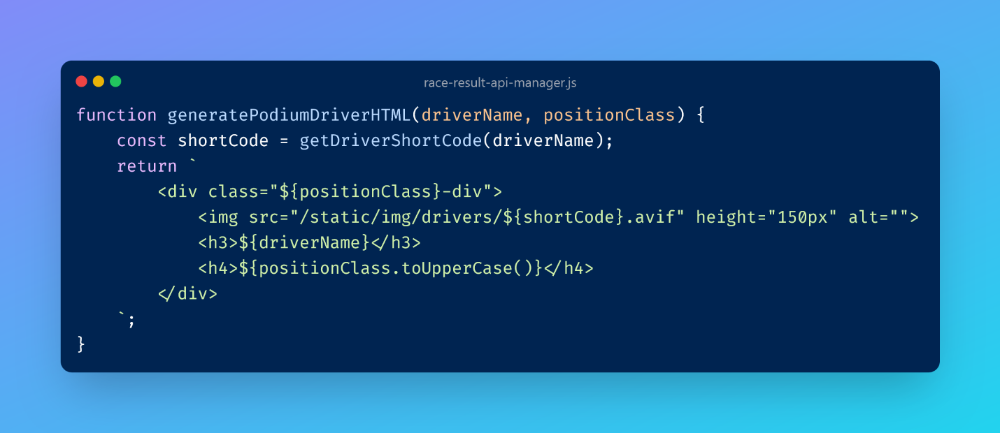 race-result-api-manager.js
function generatePodiumDriverHTML(driverName, positionClass) {
    const shortCode = getDriverShortCode(driverName);
    return `
        <div class="${positionClass}-div">
            <img src="/static/img/drivers/${shortCode}.avif" height="150px" alt="">
            <h3>${driverName}</h3>
            <h4>${positionClass.toUpperCase()}</h4>
        </div>
    `;
}